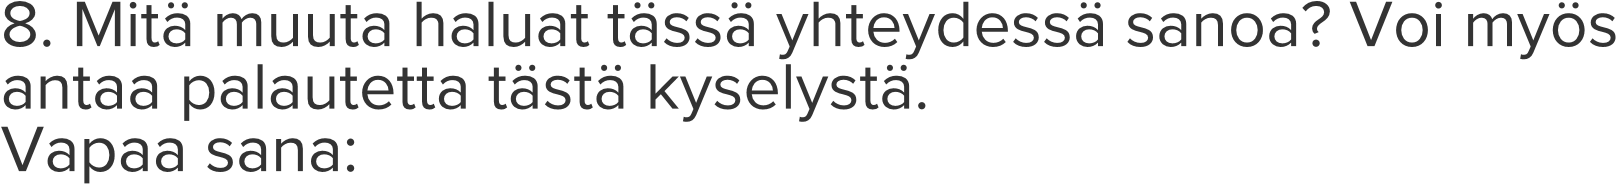 8. Mitä muuta haluat tässä yhteydessä sanoa? Voi myös
antaa palautetta tästä kyselystä.
Vapaa sana: